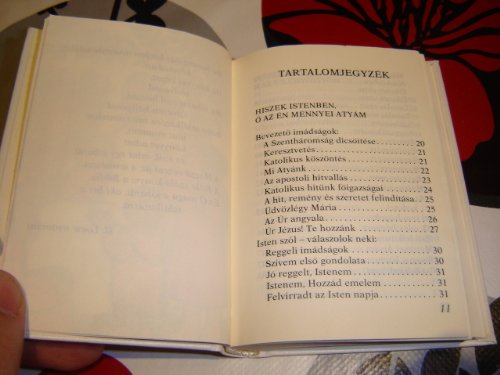 TARTALOMJEGYZÉK
HISZEK ISTENBEN,
Ő AZ ÉN MENNYEI ATYÁM
Bevezető imádságok:
A Szentháromság dicsőítése 20
Keresztvetés 21
Katolikus köszöntés 21
Mi Atyánk 22
Az apostoli hitvallás 23
Katolikus hitünk főigazságai 24
A hit, remény és szeretet felindítása 25
Üdvözlégy Mária 25
Az Úr angyala 26
Úr Jézus! Te hozzánk 27
Isten szól – válaszolok neki:
Reggeli imádságok 30
Szívem első gondolata 30
Jó reggelt, Istenem 31
Istenem, Hozzád emelem 31
Felvirradt az Isten napja 31
11